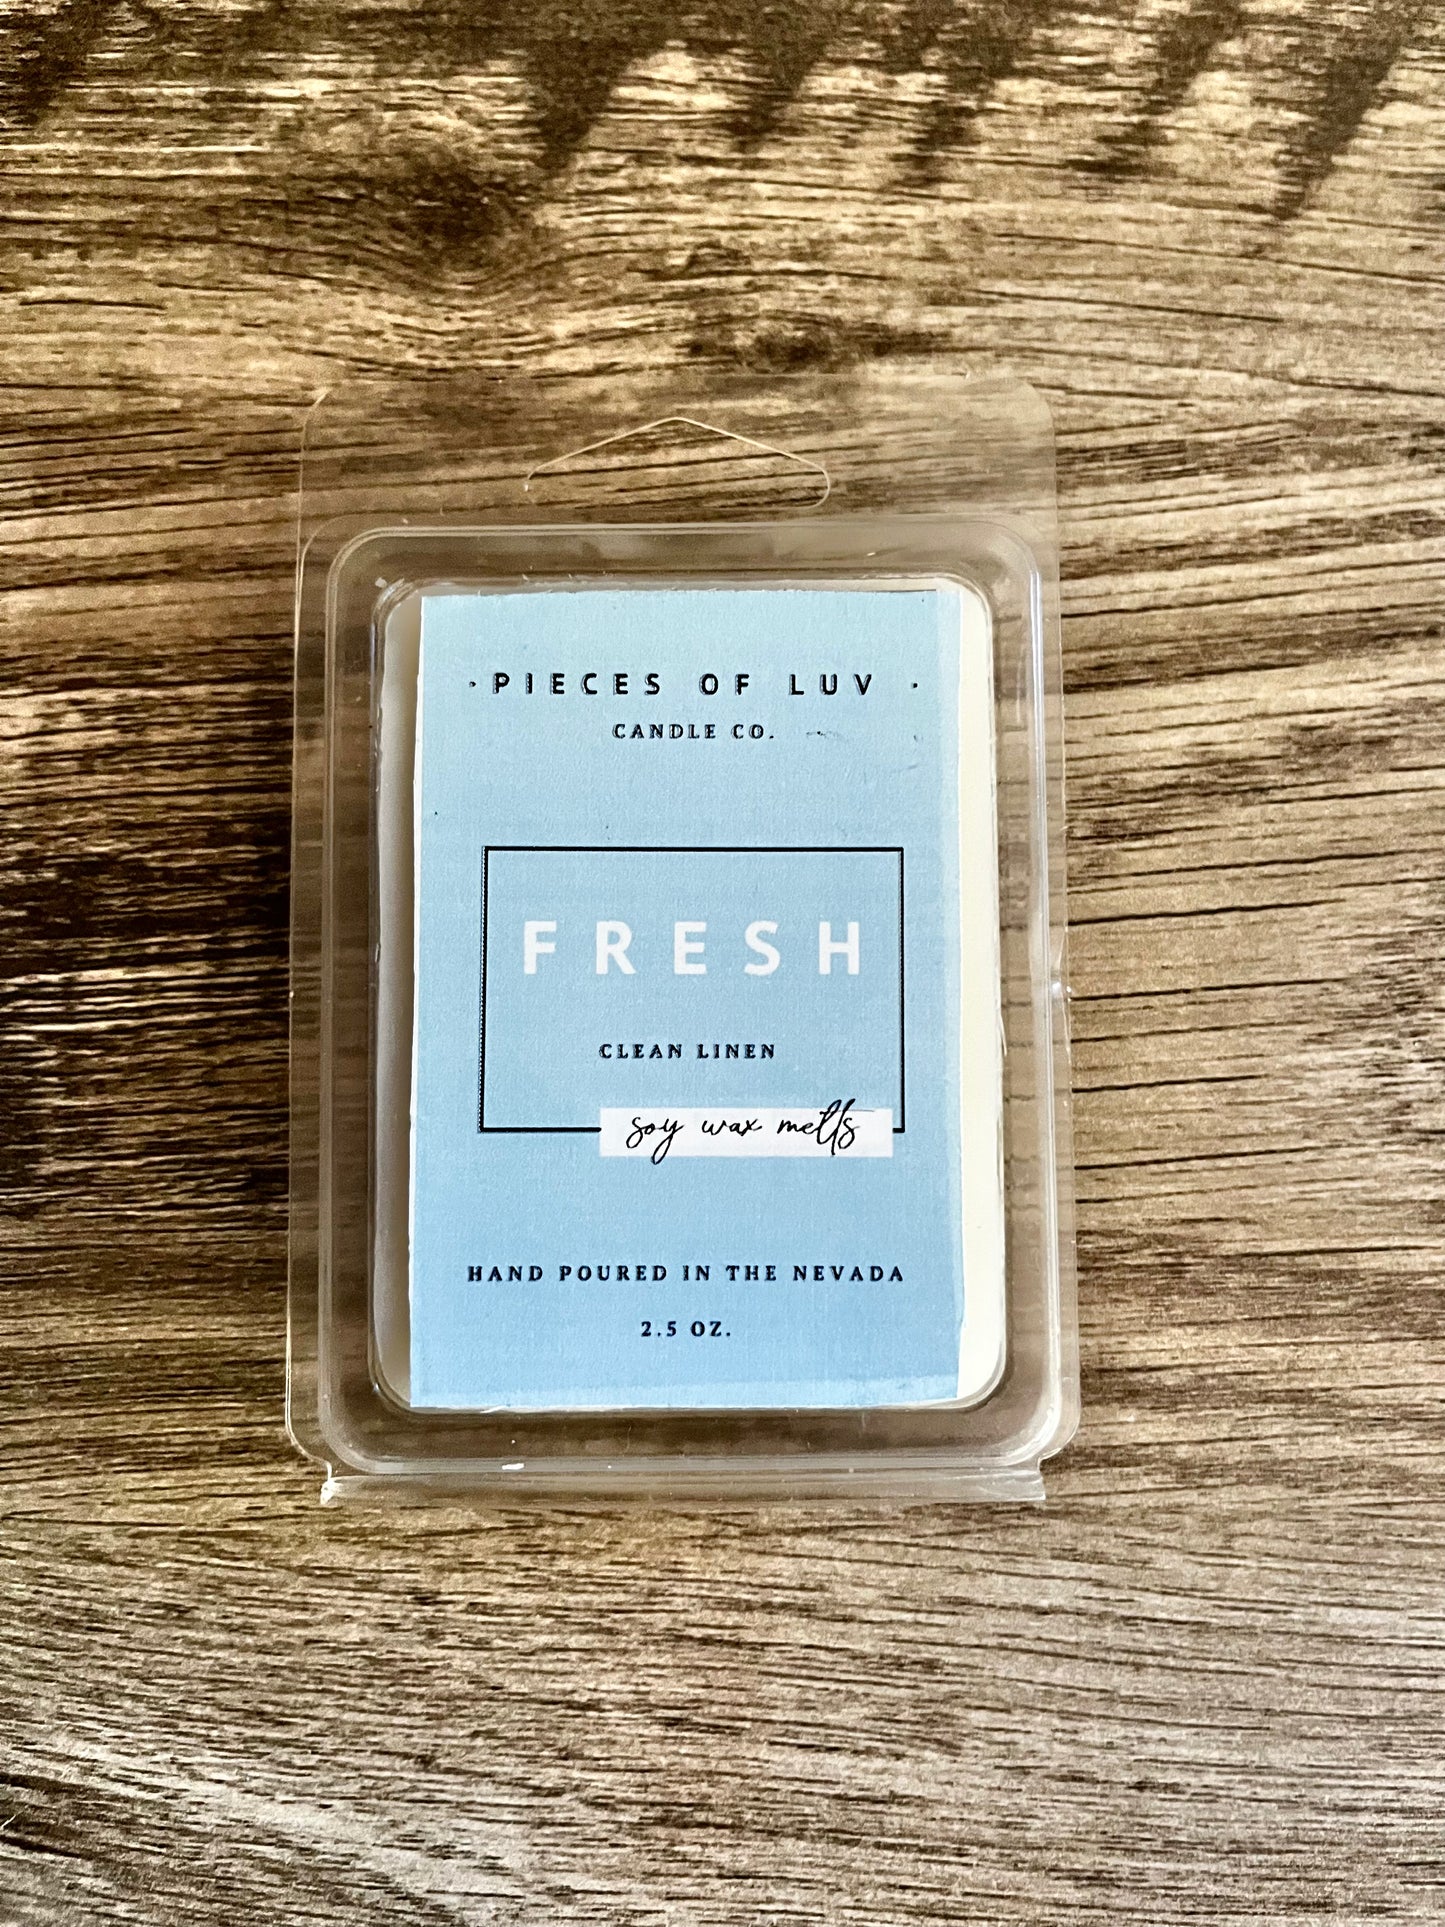 · PIECES OF LUV ·
CANDLE CO.
FRESH
CLEAN LINEN
soy wax melts
HAND POURED IN THE NEVADA
2.5 OZ.